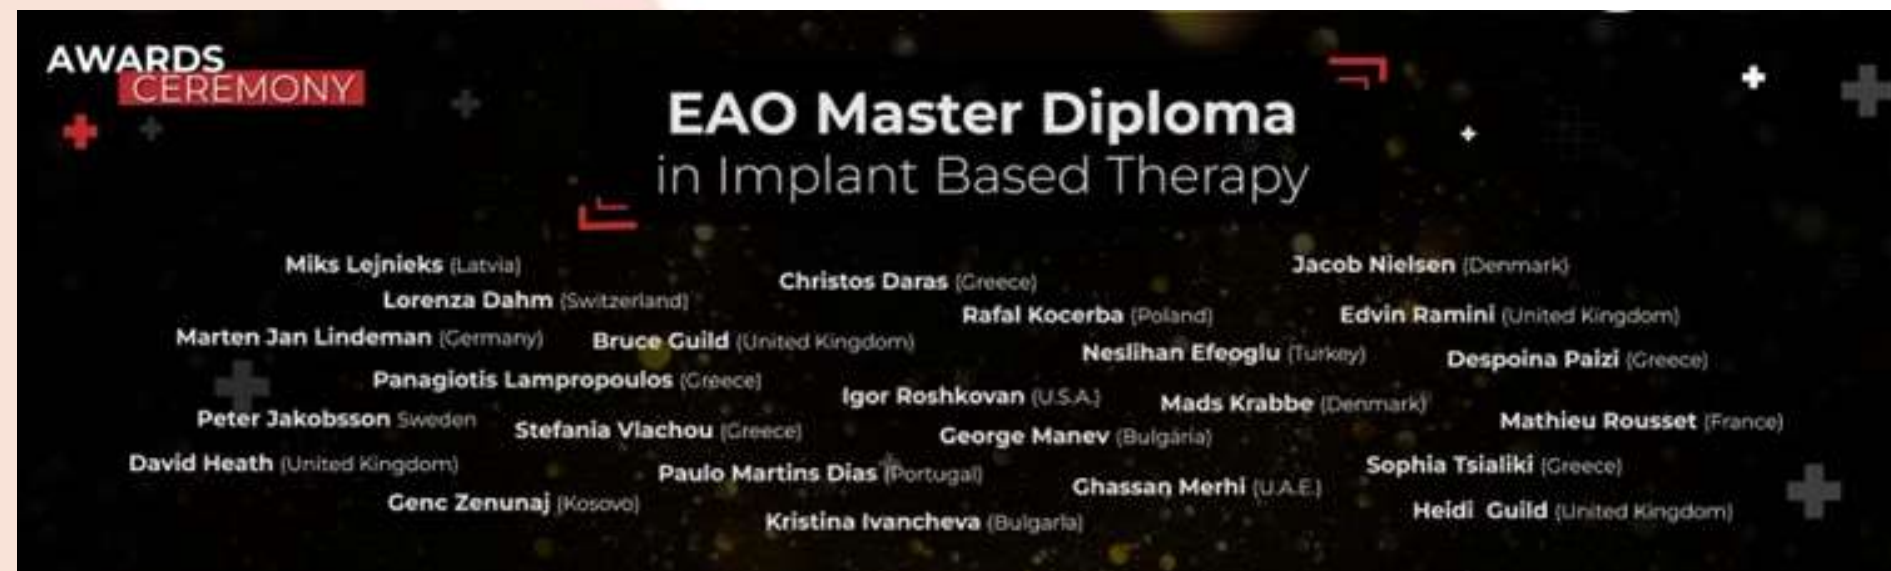 AWARDS
CEREMONY
EAO Master Diploma
in Implant Based Therapy
Miks Lejnieks (Latvia)
Christos Daras (Greece)
Jacob Nielsen (Denmark)
Lorenza Dahm (Switzerland)
Rafal Kocerba (Poland)
Edvin Ramini (United Kingdom)
Marten Jan Lindeman (Germany)
Bruce Guild (United Kingdom)
Neslihan Efeoglu (Turkey)
Despoina Paizi (Greece)
Panagiotis Lampropoulos (Greece)
Igor Roshkovan (U.S.A.)
Mads Krabbe (Denmark)
Mathieu Rousset (France)
Peter Jakobsson Sweden
Stefania Vlachou (Greece)
George Manev (Bulgaria)
David Heath (United Kingdom)
Paulo Martins Dias (Portugal)
Sophia Tsialiki (Greece)
Genc Zenunaj (Kosovo)
Ghassan Merhi (U.A.E.)
Kristina Ivancheva (Bulgaria)
Heidi Guild (United Kingdom)